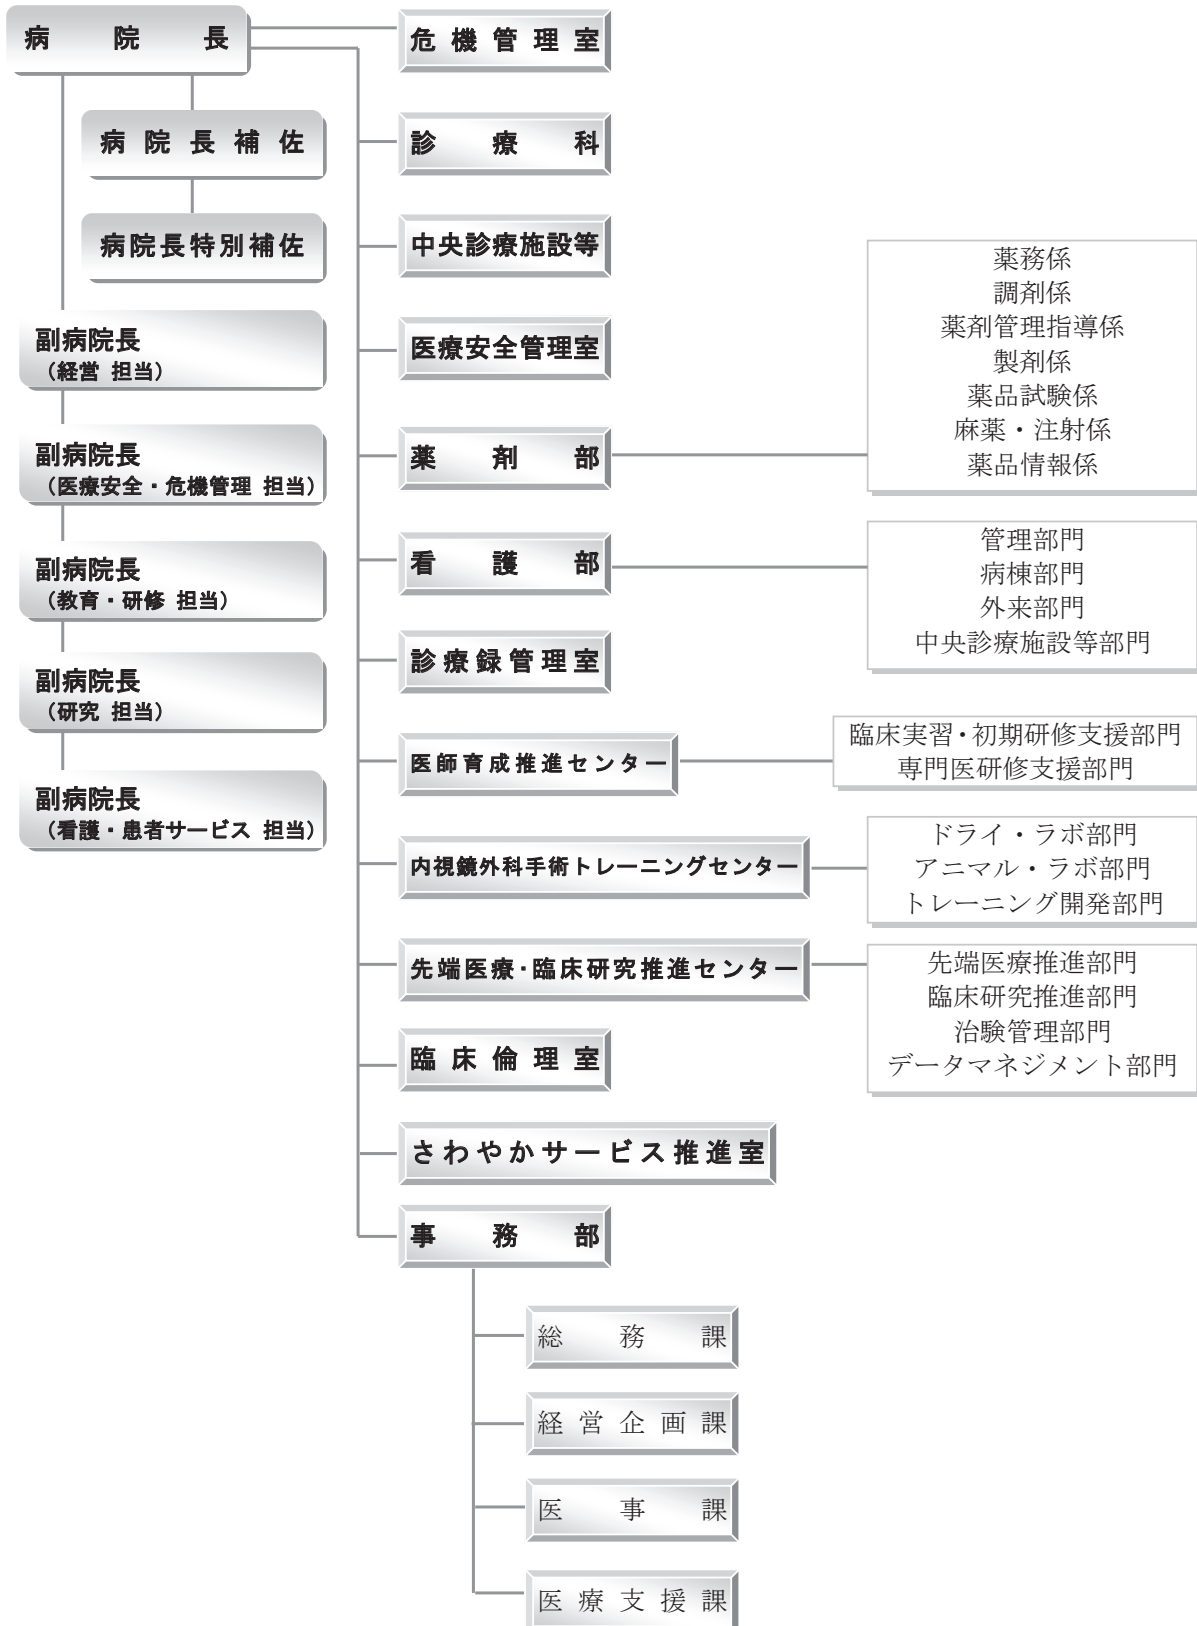 病院長
病院長補佐
病院長特別補佐
副病院長
（経営 担当）
副病院長
（医療安全・危機管理 担当）
副病院長
（教育・研修 担当）
副病院長
（研究 担当）
副病院長
（看護・患者サービス 担当）
危機管理室
診療科
中央診療施設等
医療安全管理室
薬剤部
薬務係
調剤係
薬剤管理指導係
製剤係
薬品試験係
麻薬・注射係
薬品情報係
看護部
管理部門
病棟部門
外来部門
中央診療施設等部門
診療録管理室
医師育成推進センター
臨床実習・初期研修支援部門
専門医研修支援部門
内視鏡外科手術トレーニングセンター
ドライ・ラボ部門
アニマル・ラボ部門
トレーニング開発部門
先端医療・臨床研究推進センター
先端医療推進部門
臨床研究推進部門
治験管理部門
データマネジメント部門
臨床倫理室
さわやかサービス推進室
事務部
総務課
経営企画課
医事課
医療支援課